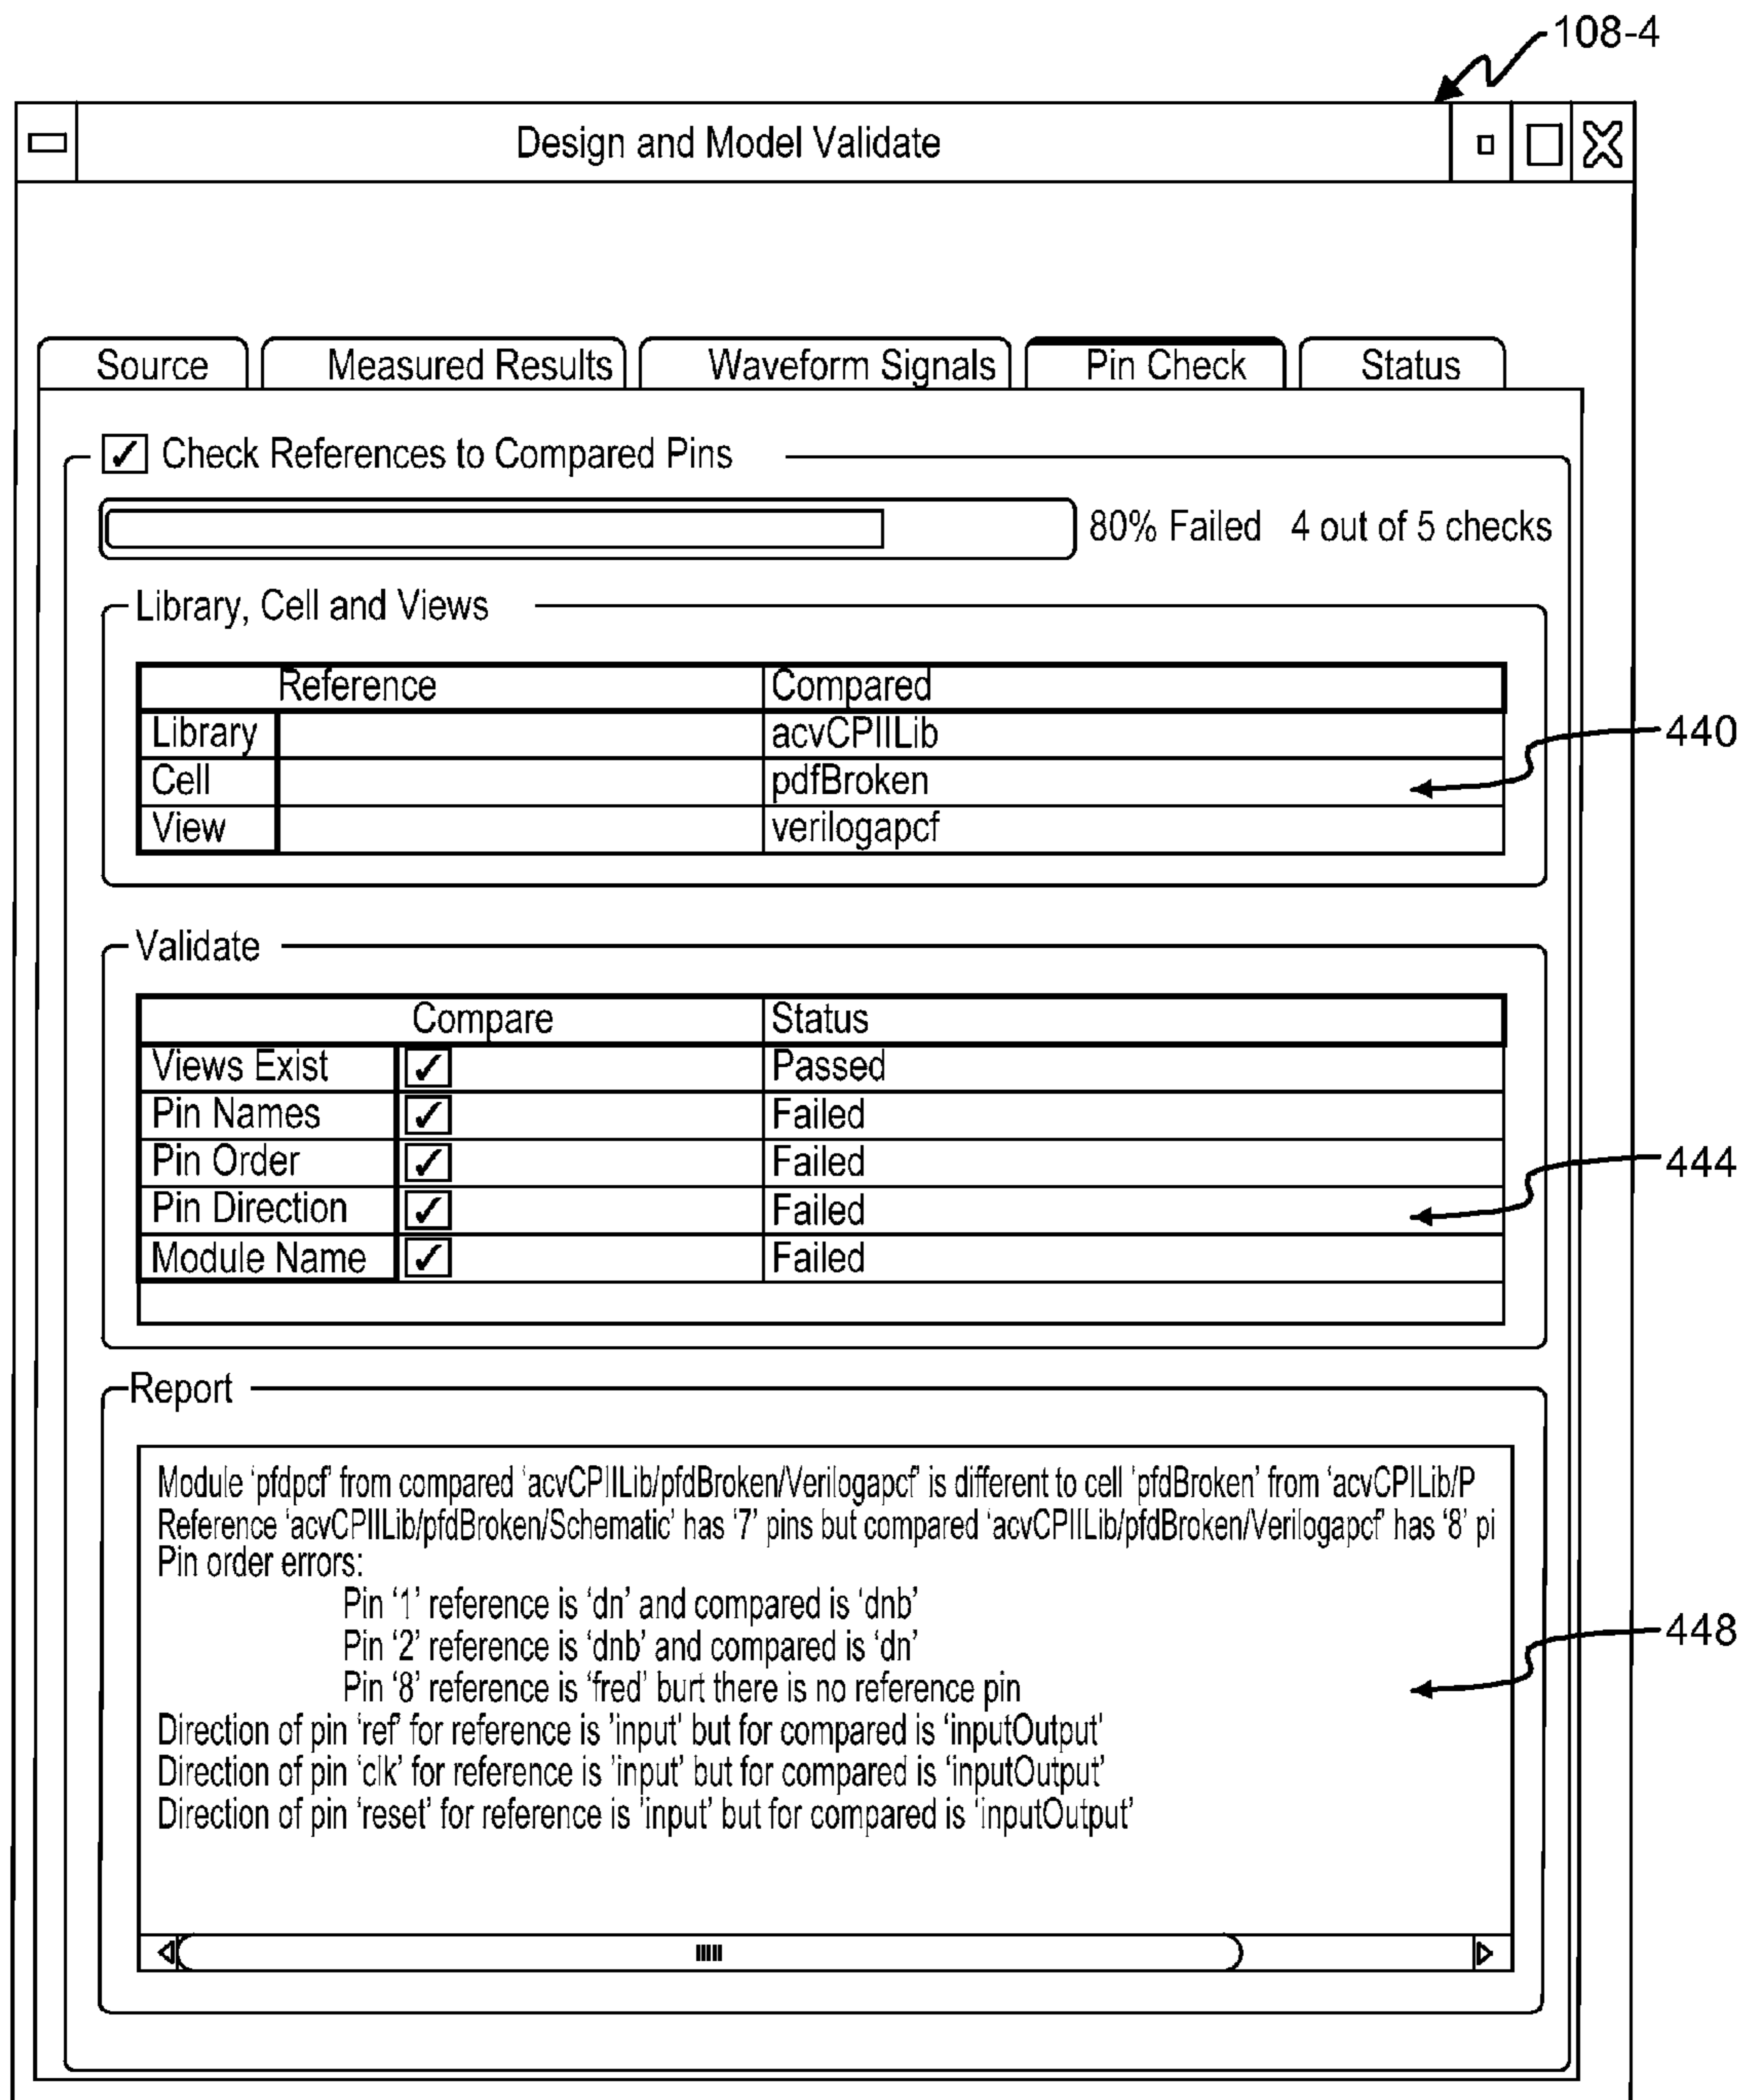 108-4
Design and Model Validate
Source Measured Results Waveform Signals Pin Check Status
Check References to Compared Pins
80% Failed 4 out of 5 checks
Library, Cell and Views
Reference Compared
Library acvCPIILib
Cell pdfBroken
View verilogapcf
440
Validate
Compare Status
Views Exist Passed
Pin Names Failed
Pin Order Failed
Pin Direction Failed
Module Name Failed
444
Report
Module 'pfdpcf' from compared 'acvCPIILib/pfdBroken/Verilogapcf' is different to cell 'pfdBroken' from 'acvCPILib/P
Reference 'acvCPIILib/pfdBroken/Schematic' has '7' pins but compared 'acvCPIILib/pfdBroken/Verilogapcf' has '8' pi
Pin order errors:
Pin '1' reference is 'dn' and compared is 'dnb'
Pin '2' reference is 'dnb' and compared is 'dn'
Pin '8' reference is 'fred' burt there is no reference pin
448
Direction of pin 'ref' for reference is 'input' but for compared is 'inputOutput'
Direction of pin 'clk' for reference is 'input' but for compared is 'inputOutput'
Direction of pin 'reset' for reference is 'input' but for compared is 'inputOutput'